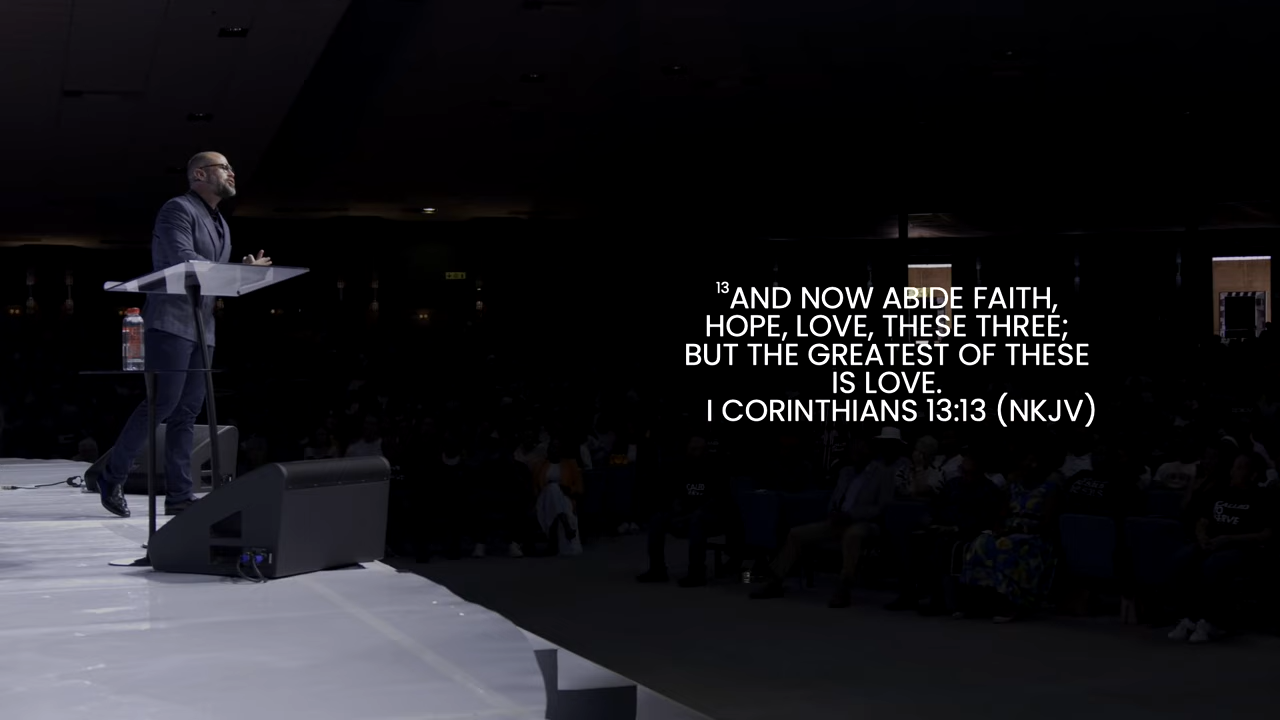 ¹³AND NOW ABIDE FAITH,
HOPE, LOVE, THESE THREE;
BUT THE GREATEST OF THESE
IS LOVE.
I CORINTHIANS 13:13 (NKJV)